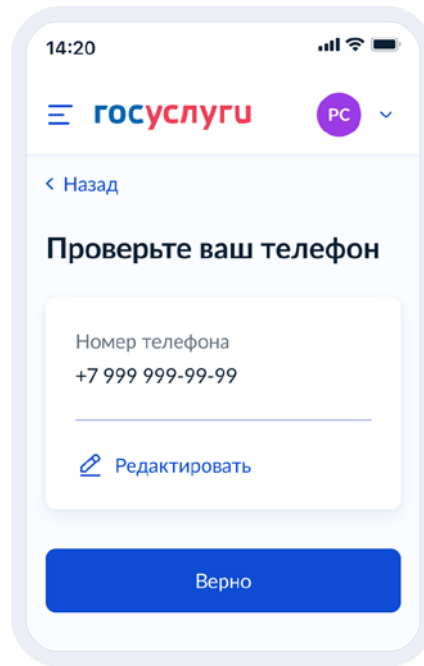 14:20
госуслуги
РС
Назад
Проверьте ваш телефон
Номер телефона
+7 999 999-99-99
Редактировать
Верно